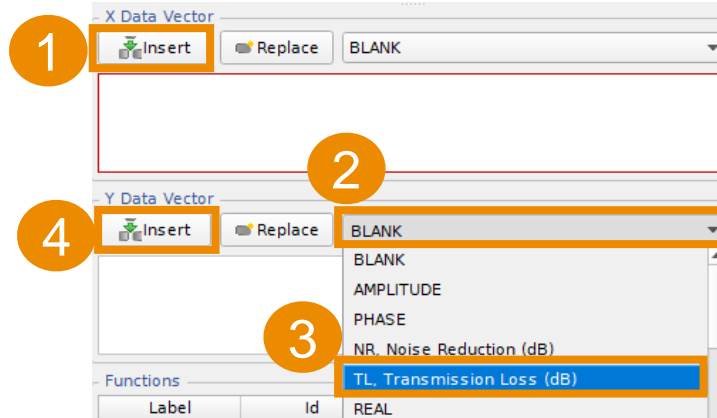 X Data Vector
1 Insert Replace BLANK
2
Y Data Vector
4 Insert Replace BLANK
BLANK
AMPLITUDE
PHASE
3 NR, Noise Reduction (dB)
Functions TL, Transmission Loss (dB)
Label Id REAL